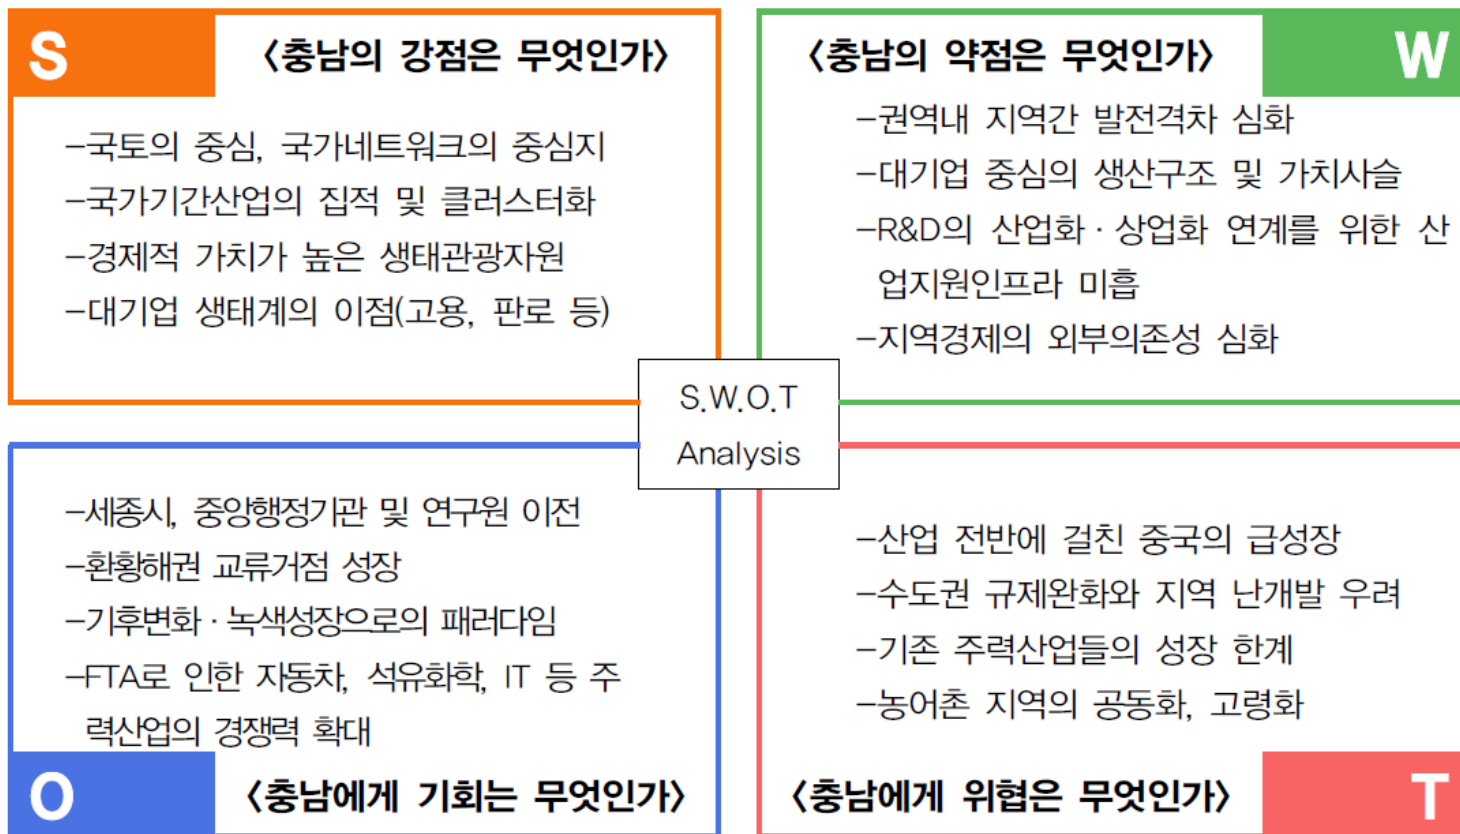 S
<충남의 강점은 무엇인가>
-국토의 중심, 국가네트워크의 중심지
-국가기간산업의 집적 및 클러스터화
-경제적 가치가 높은 생태관광자원
-대기업 생태계의 이점(고용, 판로 등)
<충남의 약점은 무엇인가>
W
-권역내 지역간 발전격차 심화
-대기업 중심의 생산구조 및 가치사슬
-R&D의 산업화·상업화 연계를 위한 산
업지원인프라 미흡
-지역경제의 외부의존성 심화
S.W.O.T
Analysis
-세종시, 중앙행정기관 및 연구원 이전
-환황해권 교류거점 성장
-기후변화·녹색성장으로의 패러다임
-FTA로 인한 자동차, 석유화학, IT 등 주
력산업의 경쟁력 확대
O
<충남에게 기회는 무엇인가>
-산업 전반에 걸친 중국의 급성장
-수도권 규제완화와 지역 난개발 우려
-기존 주력산업들의 성장 한계
-농어촌 지역의 공동화, 고령화
<충남에게 위협은 무엇인가>
T